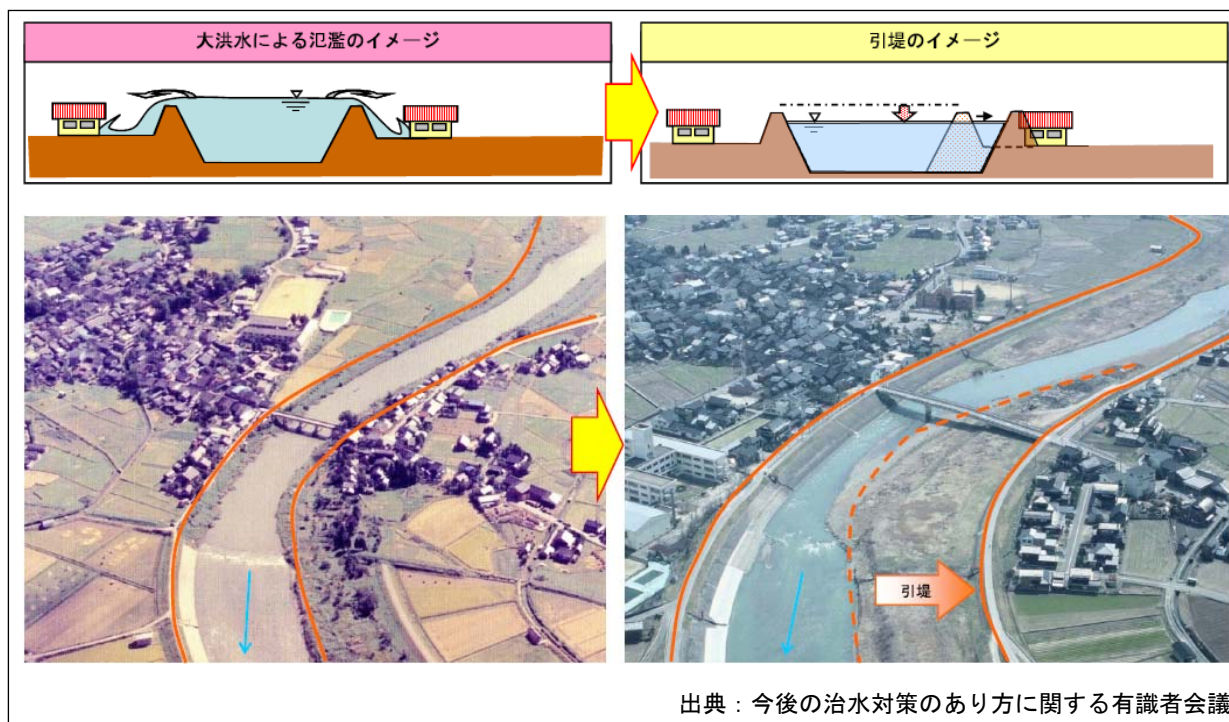 大洪水による氾濫のイメージ
引堤のイメージ
引堤
出典：今後の治水対策のあり方に関する有識者会議